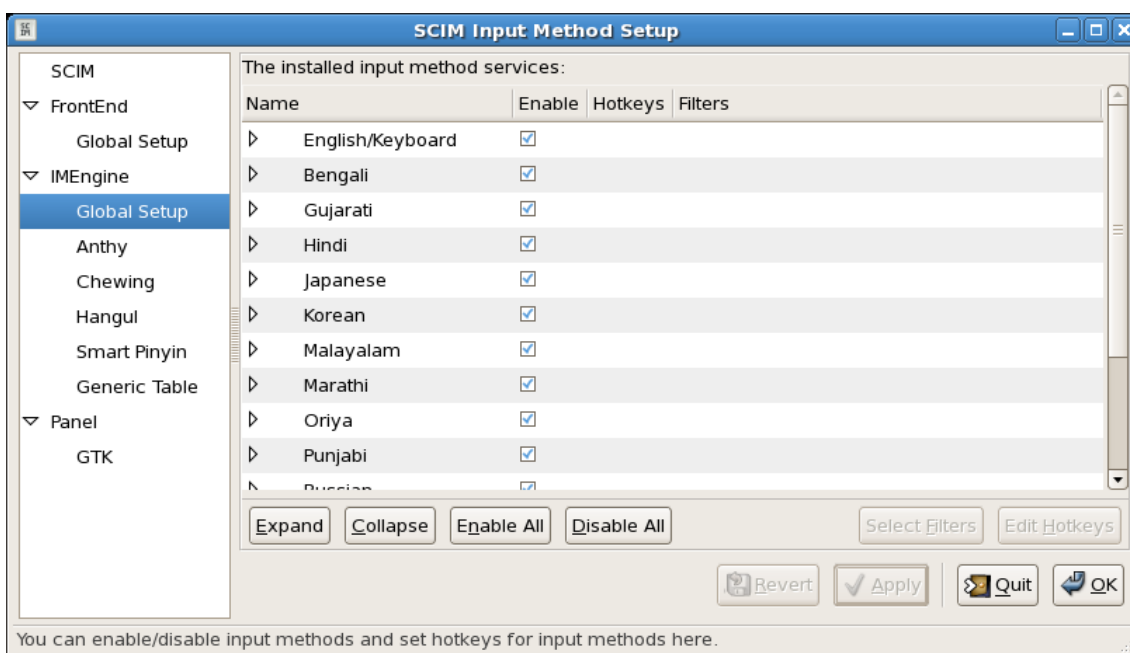 SCIM Input Method Setup
SCIM
FrontEnd
Global Setup
IMEngine
Global Setup
Anthy
Chewing
Hangul
Smart Pinyin
Generic Table
Panel
GTK
The installed input method services:
Name Enable Hotkeys Filters
English/Keyboard
Bengali
Gujarati
Hindi
Japanese
Korean
Malayalam
Marathi
Oriya
Punjabi
Russian
Expand Collapse Enable All Disable All Select Filters Edit Hotkeys
Revert Apply Quit OK
You can enable/disable input methods and set hotkeys for input methods here.